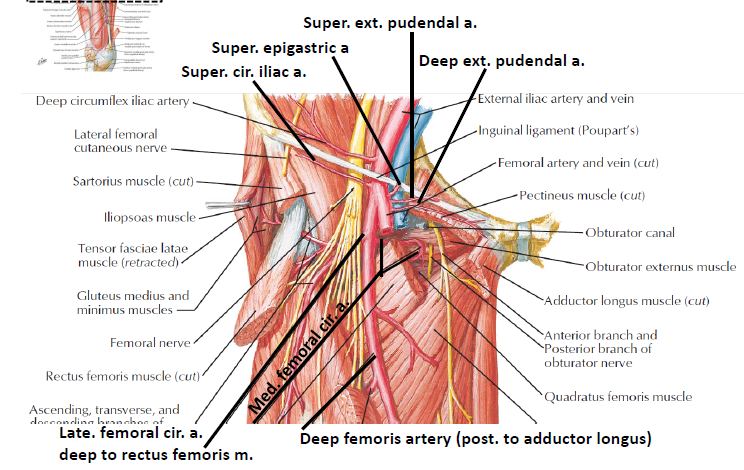 Super. ext. pudendal a.
Super. epigastric a
Deep ext. pudendal a.
Super. cir. iliac a.
Deep circumflex iliac artery
External iliac artery and vein
Lateral femoral
cutaneous nerve
Inguinal ligament (Poupart's)
Femoral artery and vein (cut)
Sartorius muscle (cut)
Pectineus muscle (cut)
Iliopsoas muscle
Obturator canal
Tensor fasciae latae
muscle (retracted)
Obturator externus muscle
Gluteus medius and
minimus muscles
Adductor longus muscle (cut)
Femoral nerve
Anterior branch and
Posterior branch of
obturator nerve
Med. femoral cir. a.
Rectus femoris muscle (cut)
Quadratus femoris muscle
Ascending, transverse, and
descending branches of
Late. femoral cir. a.
deep to rectus femoris m.
Deep femoris artery (post. to adductor longus)